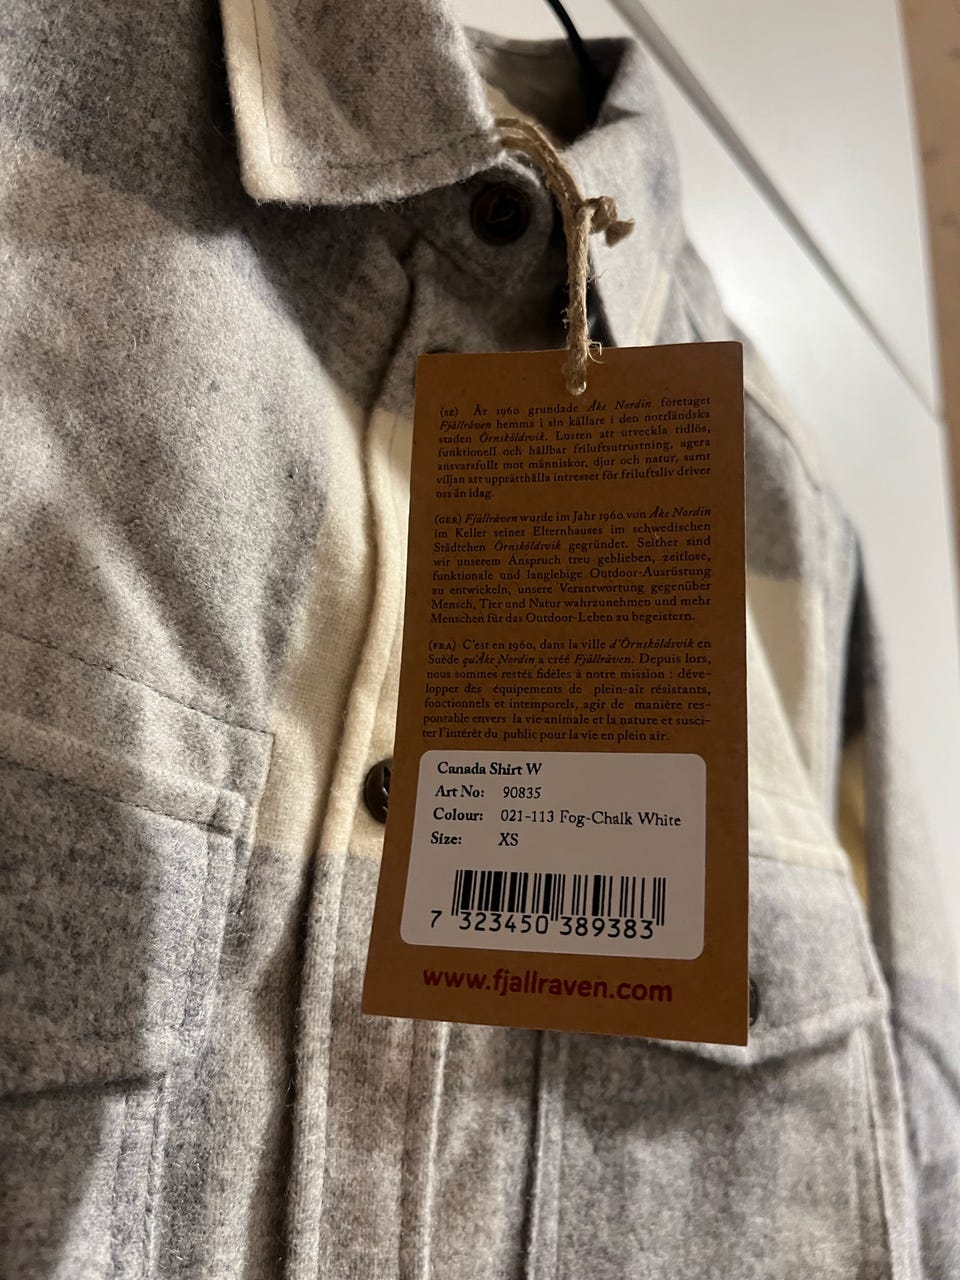 (SE) År 1960 grundade Åke Nordin företaget
Fjällräven hemma i sin källare i den norrländska
staden Örnsköldsvik. Lusten att utveckla tidlös,
funktionell och hållbar friluftsutrustning, agera
ansvarsfullt mot människor, djur och natur, samt
viljan att upprätthålla intresset för friluftsliv driver
oss än idag.
(GER) Fjällräven wurde im Jahr 1960 von Åke Nordin
im Keller seines Elternhauses im schwedischen
Städtchen Örnsköldsvik gegründet. Seither sind
wir unserem Anspruch treu geblieben, zeitlose,
funktionale und langlebige Outdoor-Ausrüstung
zu entwickeln, unsere Verantwortung gegenüber
Mensch, Tier und Natur wahrzunehmen und mehr
Menschen für das Outdoor-Leben zu begeistern.
(FRA) C'est en 1960, dans la ville d'Örnsköldsvik en
Suède qu'Åke Nordin a créé Fjällräven. Depuis lors,
nous sommes restés fidèles à notre mission : déve-
lopper des équipements de plein-air résistants,
fonctionnels et intemporels, agir de manière res-
ponsable envers la vie animale et la nature et susci-
ter l'intérêt du public pour la vie en plein air.
Canada Shirt W
Art No: 90835
Colour: 021-113 Fog-Chalk White
Size: XS
7 323450 389383
www.fjallraven.com